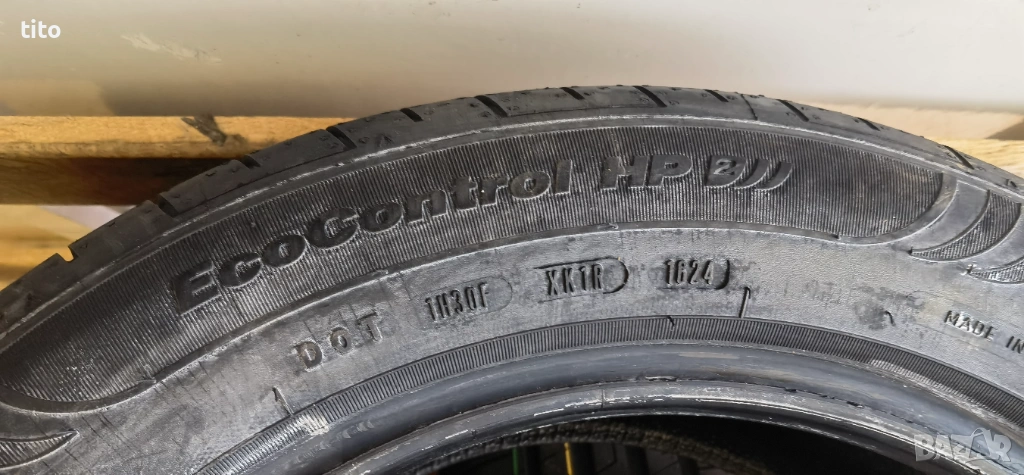 tito
EcoControl HP 2
DOT 1H30F XK1R 1624
MADE IN
BAZAR